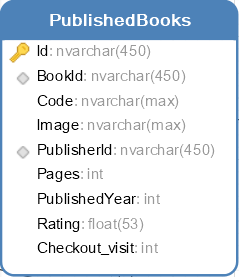 PublishedBooks
Id: nvarchar(450)
BookId: nvarchar(450)
Code: nvarchar(max)
Image: nvarchar(max)
PublisherId: nvarchar(450)
Pages: int
PublishedYear: int
Rating: float(53)
Checkout_visit: int